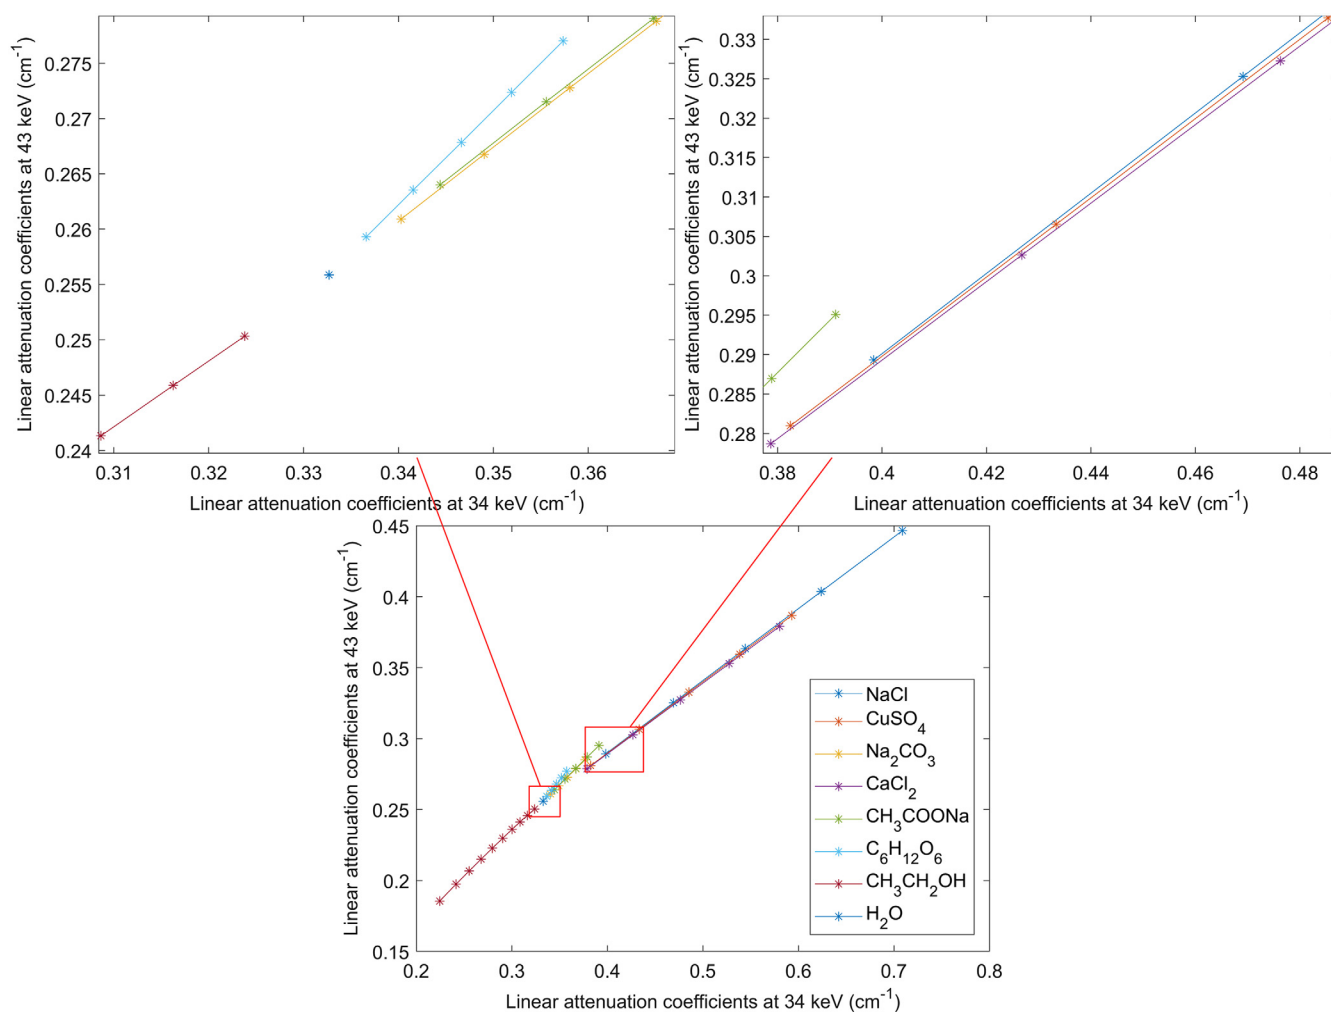 0.275
0.27
0.265
0.26
0.255
0.25
0.245
0.24
Linear attenuation coefficients at 43 keV (cm⁻¹)
0.31 0.32 0.33 0.34 0.35 0.36
Linear attenuation coefficients at 34 keV (cm⁻¹)
0.33
0.325
0.32
0.315
0.31
0.305
0.3
0.295
0.29
0.285
0.28
Linear attenuation coefficients at 43 keV (cm⁻¹)
0.38 0.4 0.42 0.44 0.46 0.48
Linear attenuation coefficients at 34 keV (cm⁻¹)
0.45
0.4
0.35
0.3
0.25
0.2
0.15
Linear attenuation coefficients at 43 keV (cm⁻¹)
NaCl
CuSO₄
Na₂CO₃
CaCl₂
CH₃COONa
C₆H₁₂O₆
CH₃CH₂OH
H₂O
0.2 0.3 0.4 0.5 0.6 0.7 0.8
Linear attenuation coefficients at 34 keV (cm⁻¹)